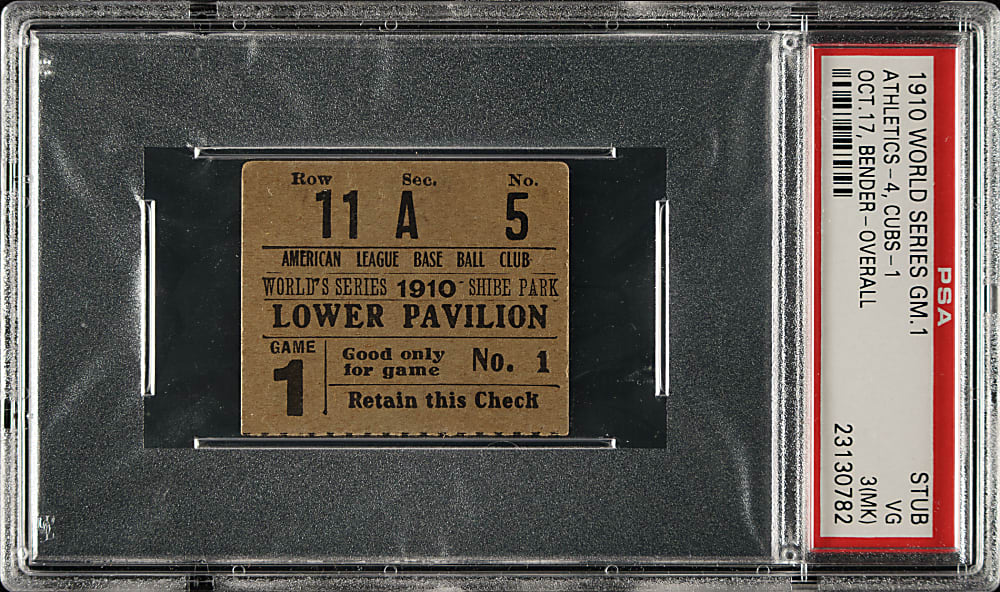 Row Sec. No.
11 A 5
AMERICAN LEAGUE BASE BALL CLUB
WORLD'S SERIES 1910 SHIBE PARK
LOWER PAVILION
GAME
1
Good only
for game
No. 1
Retain this Check
PSA
1910 WORLD SERIES GM.1 STUB
ATHLETICS-4, CUBS-1 VG
OCT.17, BENDER-OVERALL 3(MK)
23130782